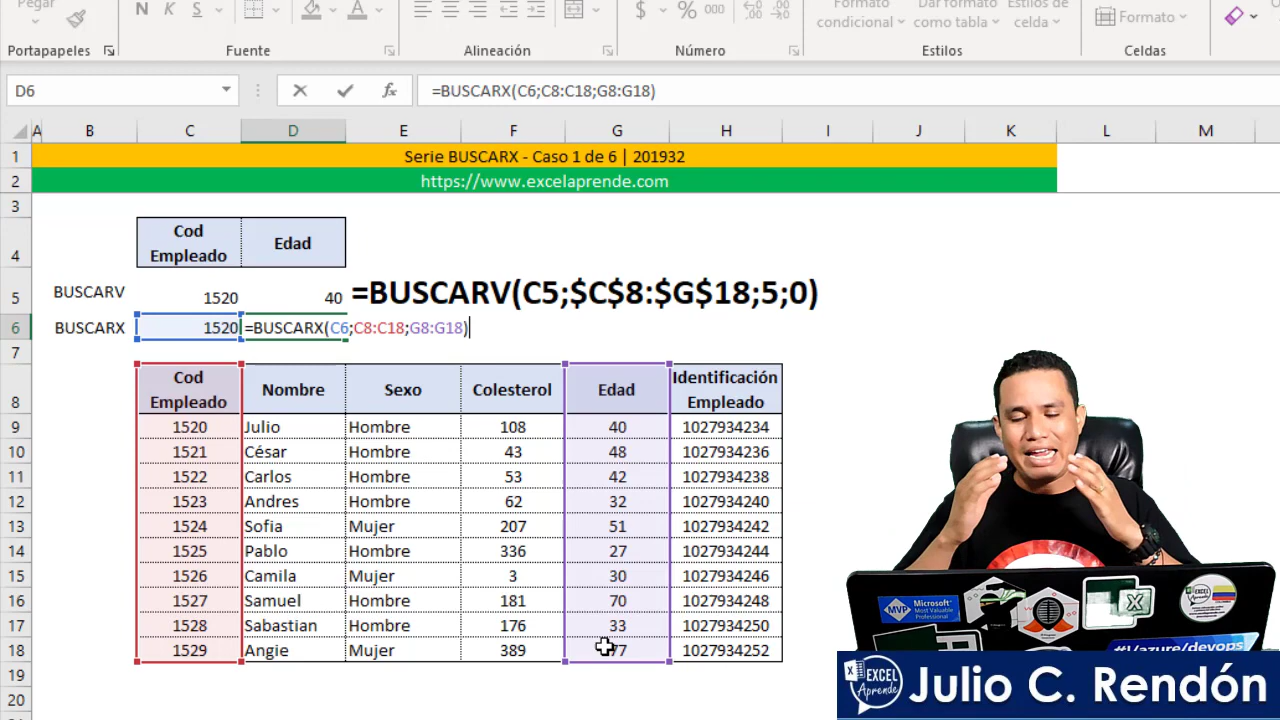 Pegar
N K S A
$ % 000
Formato condicional Dar formato como tabla Estilos de celda
Formato
Portapapeles Fuente Alineación Número Estilos Celdas
D6 fx =BUSCARX(C6;C8:C18;G8:G18)
A B C D E F G H I J K L M
1 Serie BUSCARX - Caso 1 de 6 | 201932
2 https://www.excelaprende.com
3
4 Cod Empleado Edad
5 BUSCARV 1520 40 =BUSCARV(C5;$C$8:$G$18;5;0)
6 BUSCARX 1520 =BUSCARX(C6;C8:C18;G8:G18)
7
8 Cod Empleado Nombre Sexo Colesterol Edad Identificación Empleado
9 1520 Julio Hombre 108 40 1027934234
10 1521 César Hombre 43 48 1027934236
11 1522 Carlos Hombre 53 42 1027934238
12 1523 Andres Hombre 62 32 1027934240
13 1524 Sofia Mujer 207 51 1027934242
14 1525 Pablo Hombre 336 27 1027934244
15 1526 Camila Mujer 3 30 1027934246
16 1527 Samuel Hombre 181 70 1027934248
17 1528 Sabastian Hombre 176 33 1027934250
18 1529 Angie Mujer 389 77 1027934252
19
20
MVP Microsoft
Most Valuable
Professional
EXCEL
Aprende
Julio C. Rendón